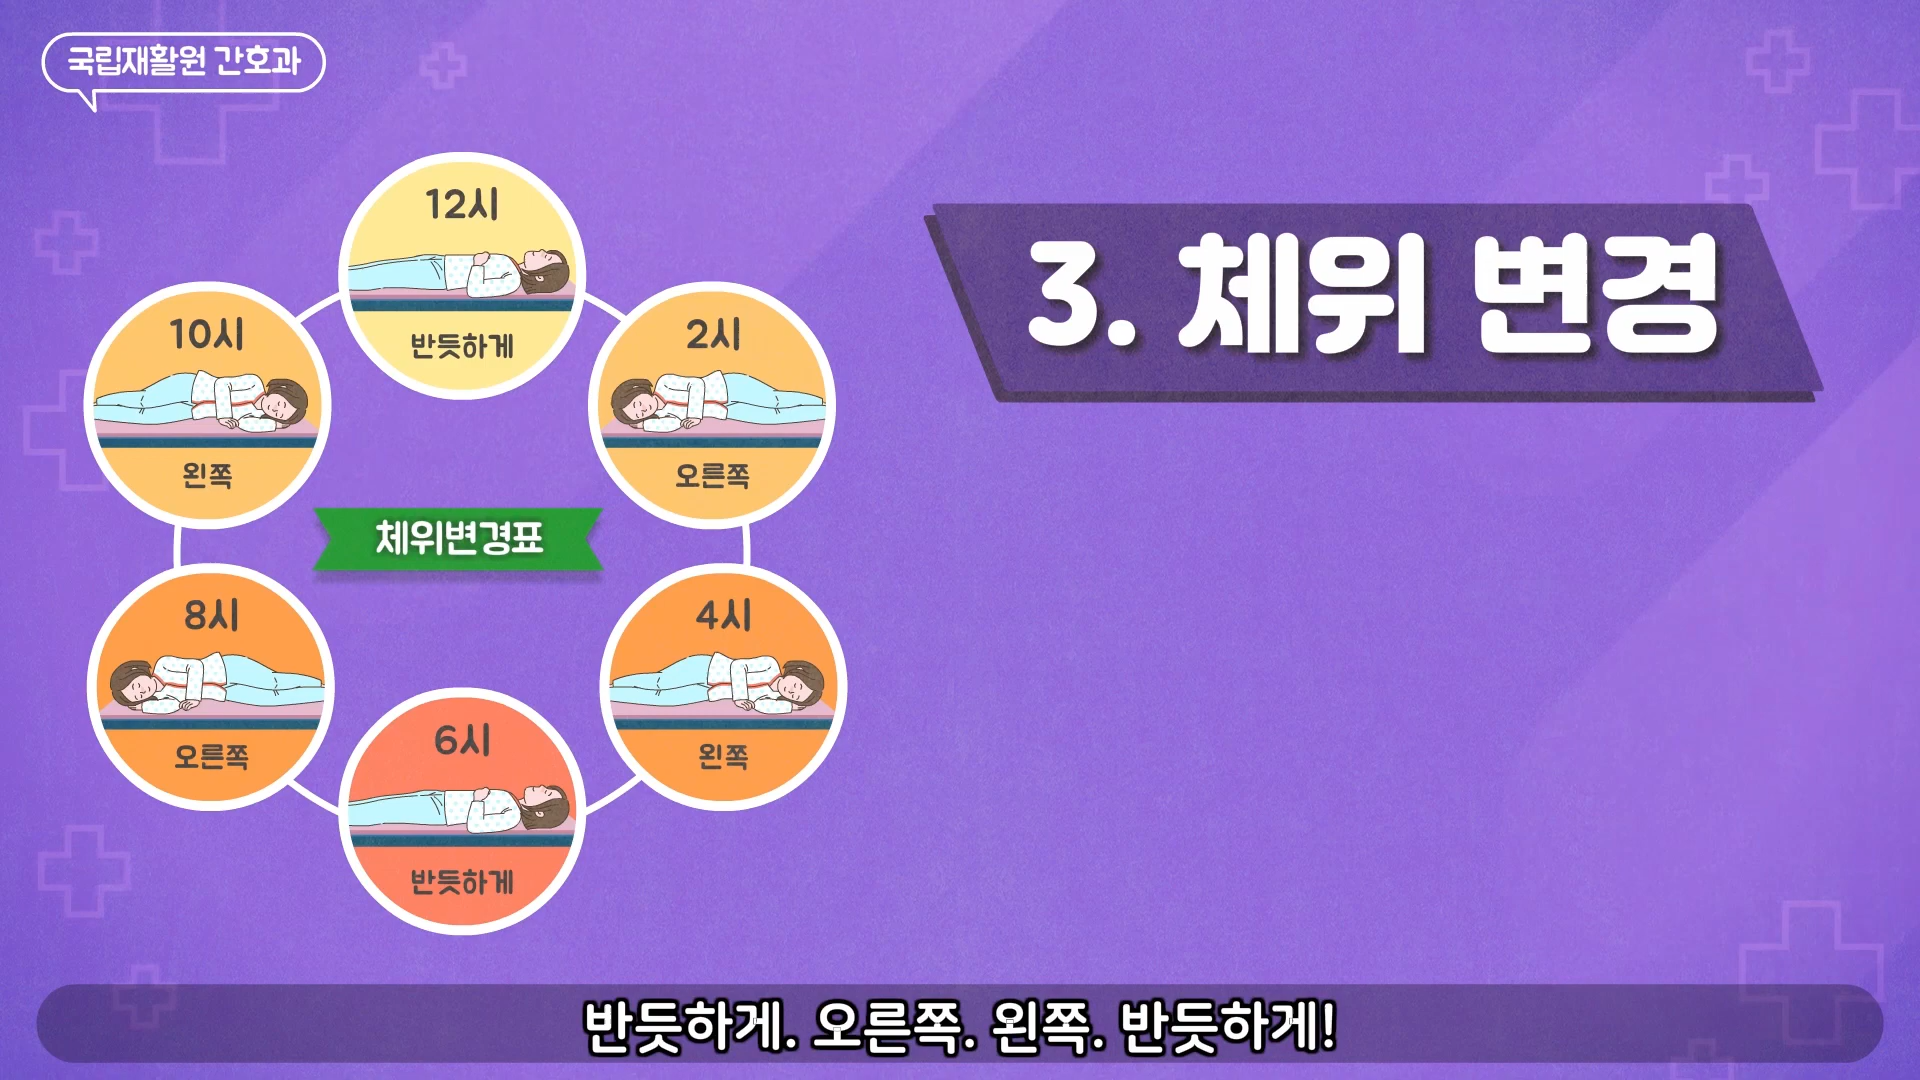 국립재활원 간호과
3. 체위 변경
12시
반듯하게
2시
오른쪽
4시
왼쪽
6시
반듯하게
8시
오른쪽
10시
왼쪽
체위변경표
반듯하게. 오른쪽. 왼쪽. 반듯하게!